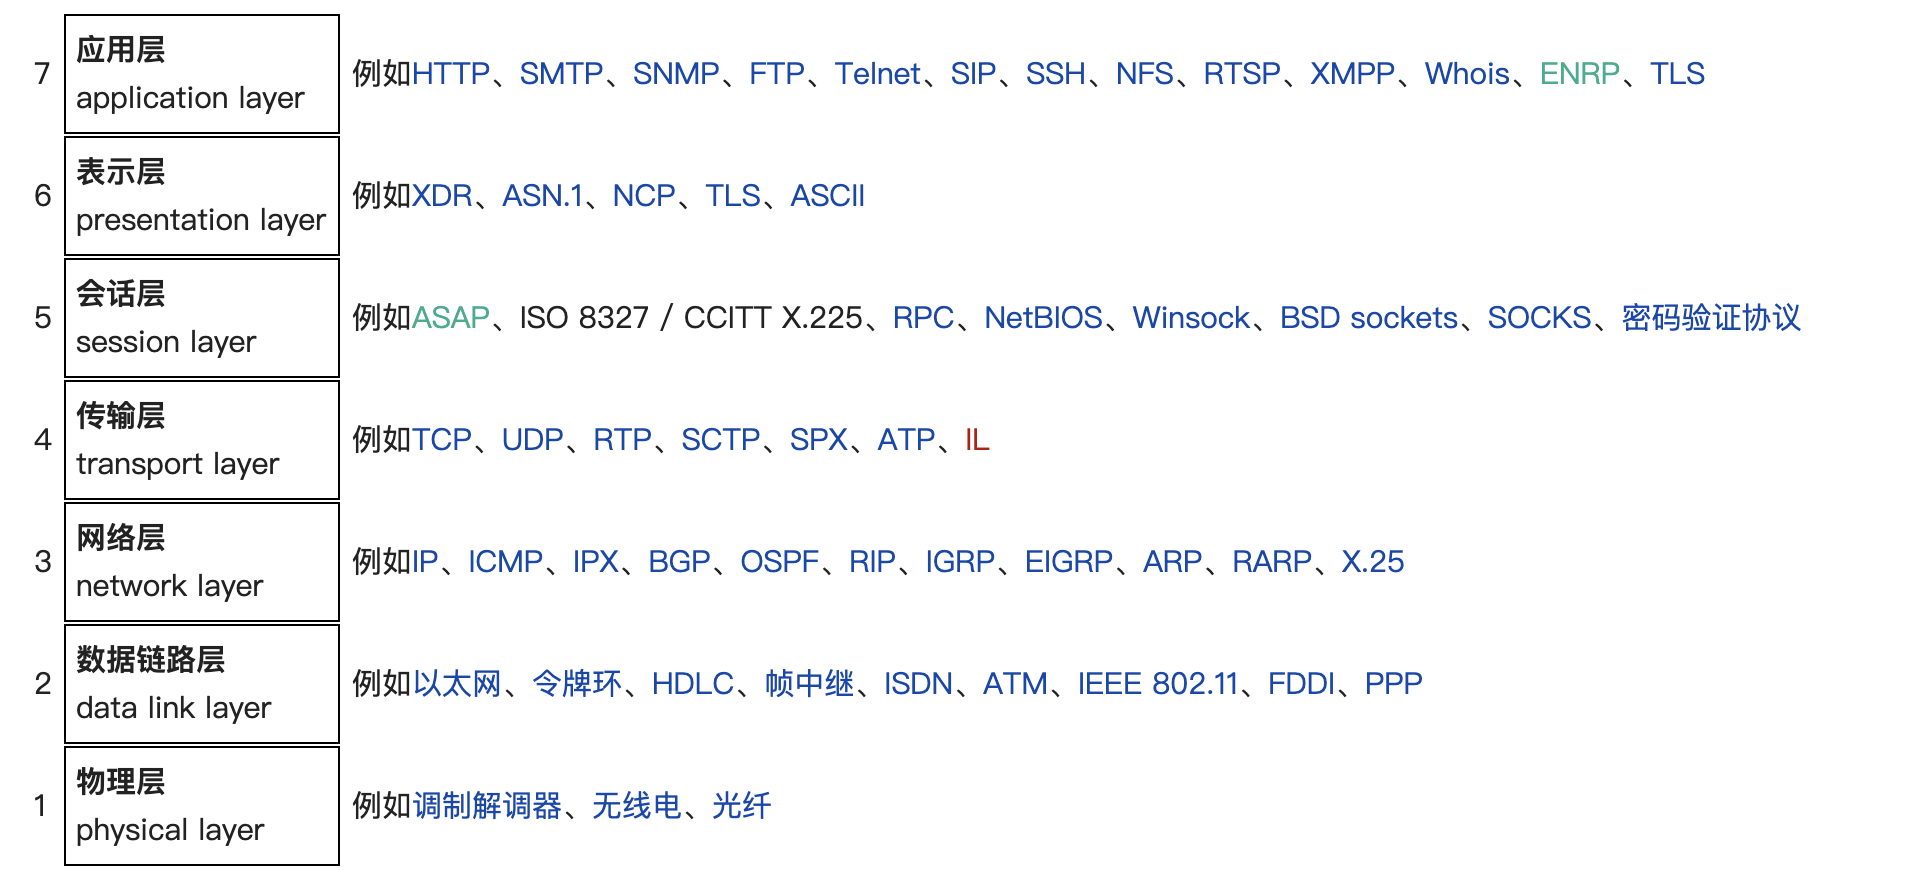 7
应用层
application layer
例如HTTP、SMTP、SNMP、FTP、Telnet、SIP、SSH、NFS、RTSP、XMPP、Whois、ENRP、TLS
6
表示层
presentation layer
例如XDR、ASN.1、NCP、TLS、ASCII
5
会话层
session layer
例如ASAP、ISO 8327 / CCITT X.225、RPC、NetBIOS、Winsock、BSD sockets、SOCKS、密码验证协议
4
传输层
transport layer
例如TCP、UDP、RTP、SCTP、SPX、ATP、IL
3
网络层
network layer
例如IP、ICMP、IPX、BGP、OSPF、RIP、IGRP、EIGRP、ARP、RARP、X.25
2
数据链路层
data link layer
例如以太网、令牌环、HDLC、帧中继、ISDN、ATM、IEEE 802.11、FDDI、PPP
1
物理层
physical layer
例如调制解调器、无线电、光纤